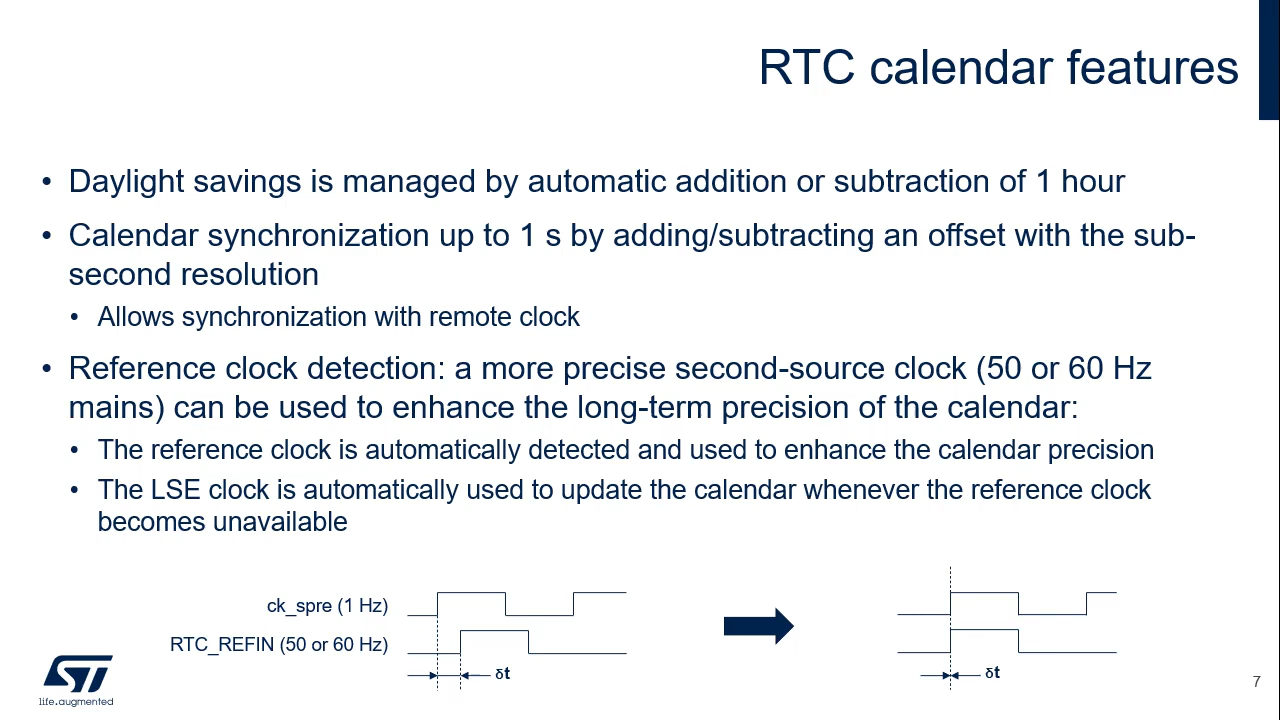 RTC calendar features
• Daylight savings is managed by automatic addition or subtraction of 1 hour
• Calendar synchronization up to 1 s by adding/subtracting an offset with the sub-
second resolution
• Allows synchronization with remote clock
• Reference clock detection: a more precise second-source clock (50 or 60 Hz
mains) can be used to enhance the long-term precision of the calendar:
• The reference clock is automatically detected and used to enhance the calendar precision
• The LSE clock is automatically used to update the calendar whenever the reference clock
becomes unavailable
ck_spre (1 Hz)
RTC_REFIN (50 or 60 Hz)
δt
δt
ST
life.augmented
7